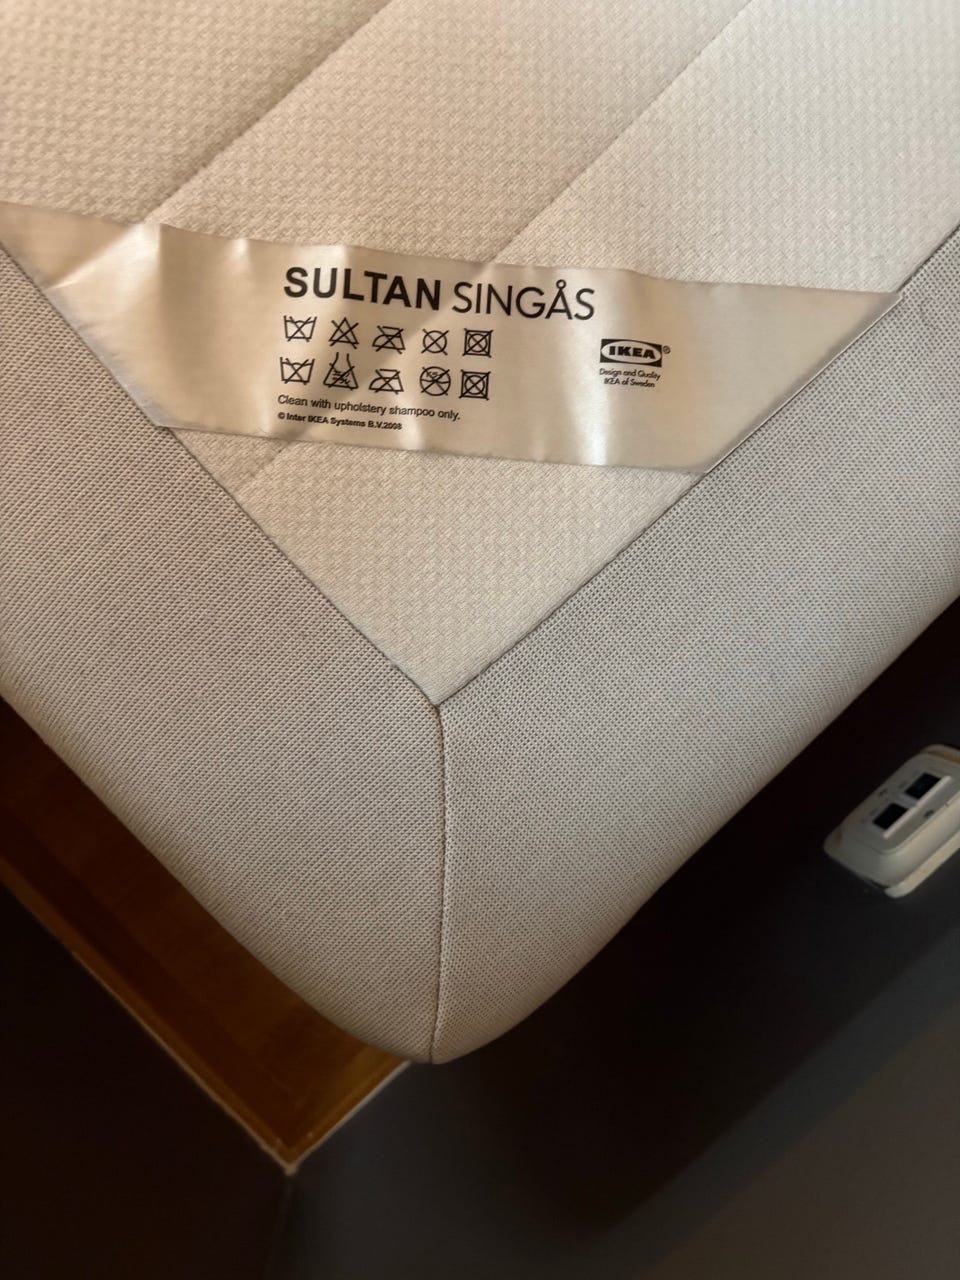 SULTAN SINGÅS
IKEA®
Design and Quality
IKEA of Sweden
Clean with upholstery shampoo only.
© Inter IKEA Systems B.V.2008